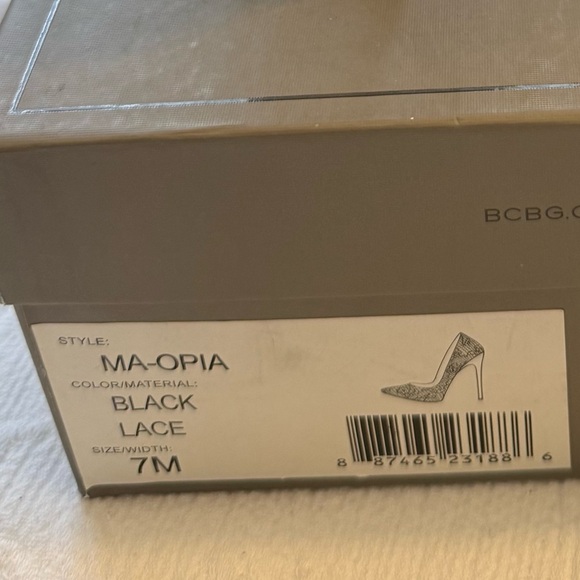 BCBG.
STYLE:
MA-OPIA
COLOR/MATERIAL:
BLACK
LACE
SIZE/WIDTH:
7M
8 87465 23188 6